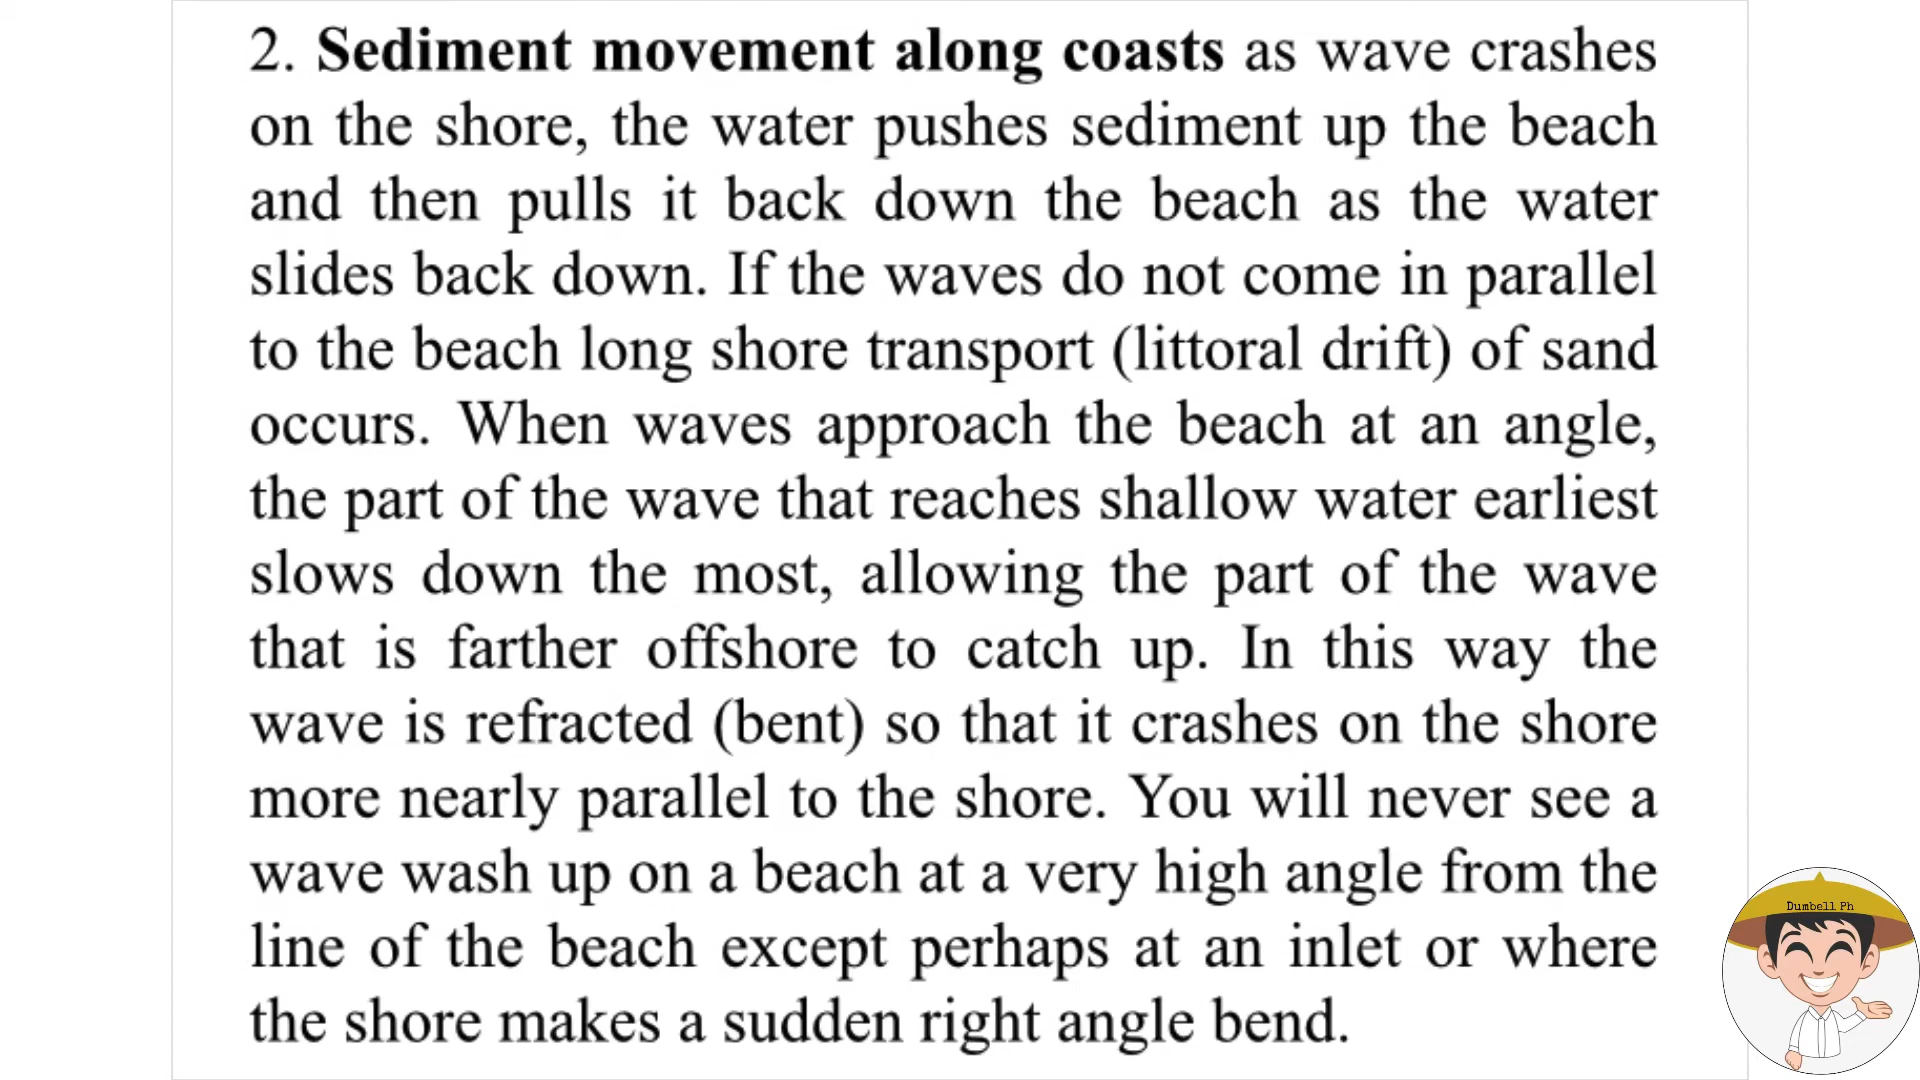 2. Sediment movement along coasts as wave crashes
on the shore, the water pushes sediment up the beach
and then pulls it back down the beach as the water
slides back down. If the waves do not come in parallel
to the beach long shore transport (littoral drift) of sand
occurs. When waves approach the beach at an angle,
the part of the wave that reaches shallow water earliest
slows down the most, allowing the part of the wave
that is farther offshore to catch up. In this way the
wave is refracted (bent) so that it crashes on the shore
more nearly parallel to the shore. You will never see a
wave wash up on a beach at a very high angle from the
line of the beach except perhaps at an inlet or where
the shore makes a sudden right angle bend.
Dumbell Ph